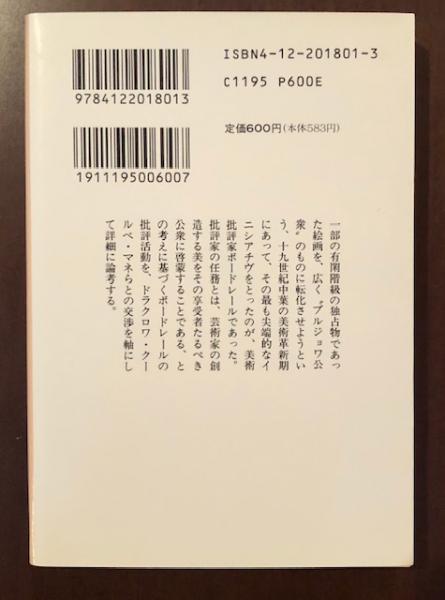 ISBN4-12-201801-3
C1195 P600E
9784122018013
定価600円(本体583円)
1911195006007
一部の有閑階級の独占物であっ
た絵画を、広く〝ブルジョワ公
衆〟のものに転化させようとい
う、十九世紀中葉の美術革新期
にあって、その最も尖端的なイ
ニシアチヴをとったのが、美術
批評家ボードレールであった。
批評家の任務とは、芸術家の創
造する美をその享受者たるべき
公衆に啓蒙することである、と
の考えに基づくボードレールの
批評活動を、ドラクロワ・クー
ルベ・マネらとの交渉を軸にし
て詳細に論考する。